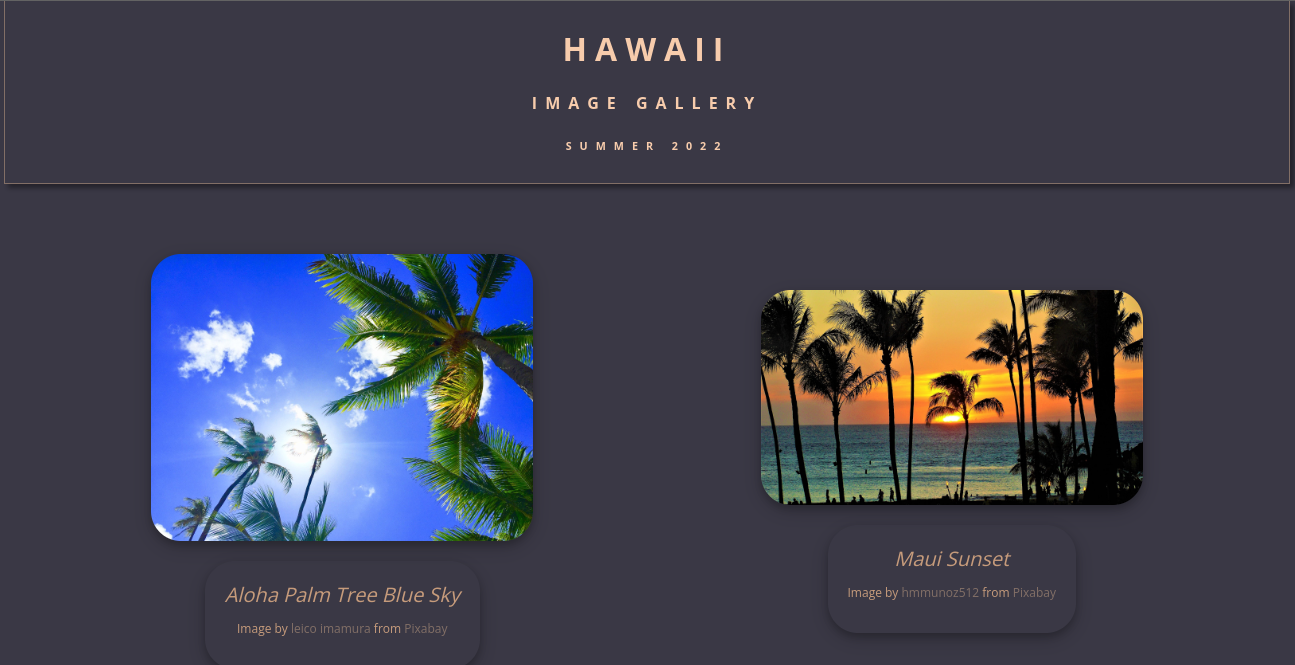 HAWAII
IMAGE GALLERY
SUMMER 2022
Aloha Palm Tree Blue Sky
Image by leico imamura from Pixabay
Maui Sunset
Image by hmmunoz512 from Pixabay